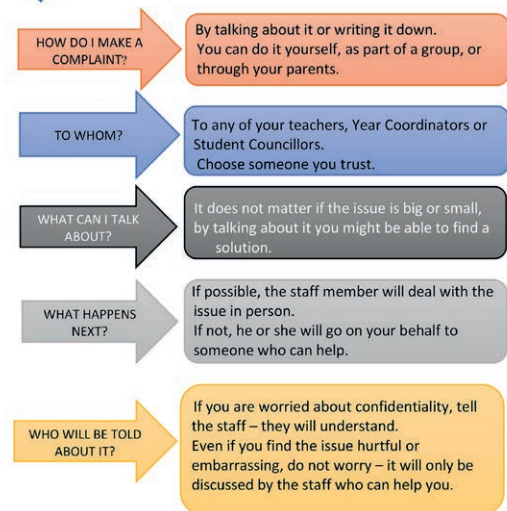 HOW DO I MAKE A
COMPLAINT?
By talking about it or writing it down.
You can do it yourself, as part of a group, or
through your parents.
TO WHOM?
To any of your teachers, Year Coordinators or
Student Councillors.
Choose someone you trust.
WHAT CAN I TALK
ABOUT?
It does not matter if the issue is big or small,
by talking about it you might be able to find a
solution.
WHAT HAPPENS
NEXT?
If possible, the staff member will deal with the
issue in person.
If not, he or she will go on your behalf to
someone who can help.
WHO WILL BE TOLD
ABOUT IT?
If you are worried about confidentiality, tell
the staff – they will understand.
Even if you find the issue hurtful or
embarrassing, do not worry – it will only be
discussed by the staff who can help you.